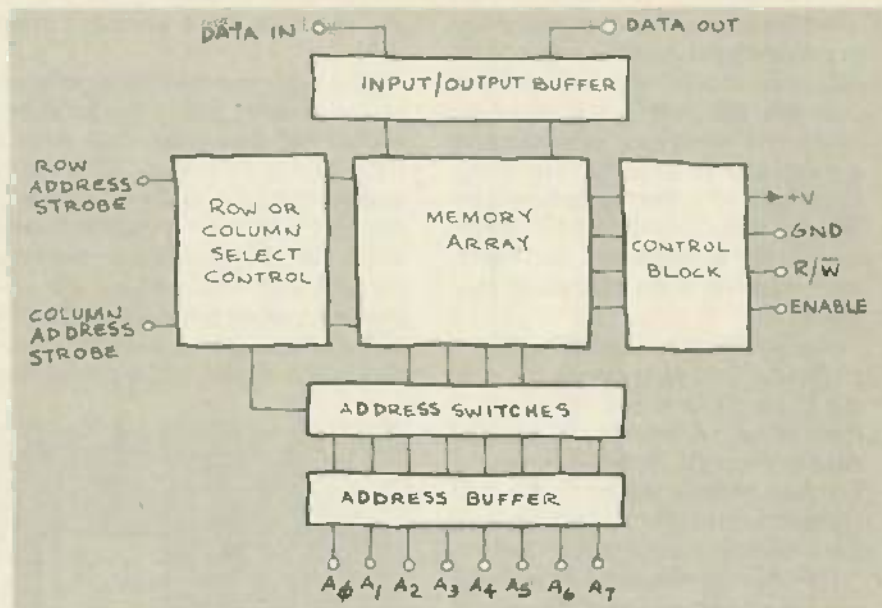 DATA IN
DATA OUT
INPUT/OUTPUT BUFFER
ROW
ADDRESS
STROBE
ROW OR
COLUMN
SELECT
CONTROL
MEMORY
ARRAY
CONTROL
BLOCK
+V
GND
R/W̅
ENABLE
COLUMN
ADDRESS
STROBE
ADDRESS SWITCHES
ADDRESS BUFFER
Aϕ A1 A2 A3 A4 A5 A6 A7